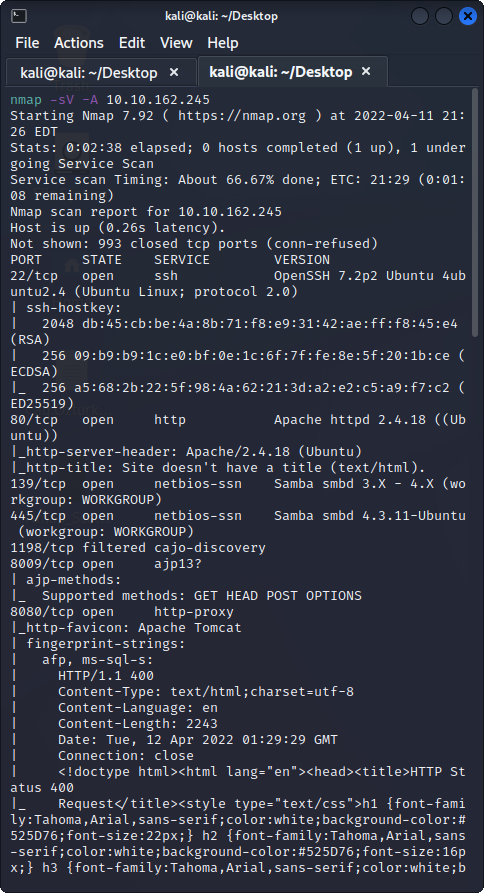 kali@kali: ~/Desktop
File Actions Edit View Help
kali@kali: ~/Desktop × kali@kali: ~/Desktop ×
nmap -sV -A 10.10.162.245
Starting Nmap 7.92 ( https://nmap.org ) at 2022-04-11 21:
26 EDT
Stats: 0:02:38 elapsed; 0 hosts completed (1 up), 1 under
going Service Scan
Service scan Timing: About 66.67% done; ETC: 21:29 (0:01:
08 remaining)
Nmap scan report for 10.10.162.245
Host is up (0.26s latency).
Not shown: 993 closed tcp ports (conn-refused)
PORT     STATE    SERVICE        VERSION
22/tcp   open     ssh            OpenSSH 7.2p2 Ubuntu 4ub
untu2.4 (Ubuntu Linux; protocol 2.0)
| ssh-hostkey:
|   2048 db:45:cb:be:4a:8b:71:f8:e9:31:42:ae:ff:f8:45:e4
(RSA)
|   256 09:b9:b9:1c:e0:bf:0e:1c:6f:7f:fe:8e:5f:20:1b:ce (
ECDSA)
|_  256 a5:68:2b:22:5f:98:4a:62:21:3d:a2:e2:c5:a9:f7:c2 (
ED25519)
80/tcp   open     http           Apache httpd 2.4.18 ((Ub
untu))
|_http-server-header: Apache/2.4.18 (Ubuntu)
|_http-title: Site doesn't have a title (text/html).
139/tcp  open     netbios-ssn    Samba smbd 3.X - 4.X (wo
rkgroup: WORKGROUP)
445/tcp  open     netbios-ssn    Samba smbd 4.3.11-Ubuntu
 (workgroup: WORKGROUP)
1198/tcp filtered cajo-discovery
8009/tcp open     ajp13?
| ajp-methods:
|_  Supported methods: GET HEAD POST OPTIONS
8080/tcp open     http-proxy
|_http-favicon: Apache Tomcat
| fingerprint-strings:
|   afp, ms-sql-s:
|     HTTP/1.1 400
|     Content-Type: text/html;charset=utf-8
|     Content-Language: en
|     Content-Length: 2243
|     Date: Tue, 12 Apr 2022 01:29:29 GMT
|     Connection: close
|     <!doctype html><html lang="en"><head><title>HTTP St
atus 400
|_    Request</title><style type="text/css">h1 {font-fami
ly:Tahoma,Arial,sans-serif;color:white;background-color:#
525D76;font-size:22px;} h2 {font-family:Tahoma,Arial,sans
-serif;color:white;background-color:#525D76;font-size:16p
x;} h3 {font-family:Tahoma,Arial,sans-serif;color:white;b